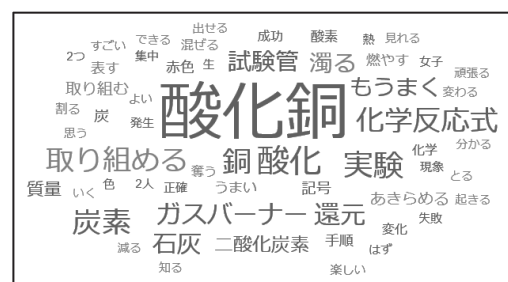 出せる
すごい できる 混ぜる 成功 酸素 熱 見れる
2つ 表す 集中 赤色 生 試験管 濁る 燃やす 女子
取り組む もうまく 変わる 頑張る
割る 炭 よい 発生 酸化銅 化学反応式
思う 分かる
取り組める 奪う 銅 酸化 実験 化学 現象 とる
質量 いく 色 2人 正確 うまい 記号 あきらめる 起きる
炭素 ガスバーナー 還元 変化 失敗
減る 石灰 二酸化炭素 手順 はず
知る 楽しい